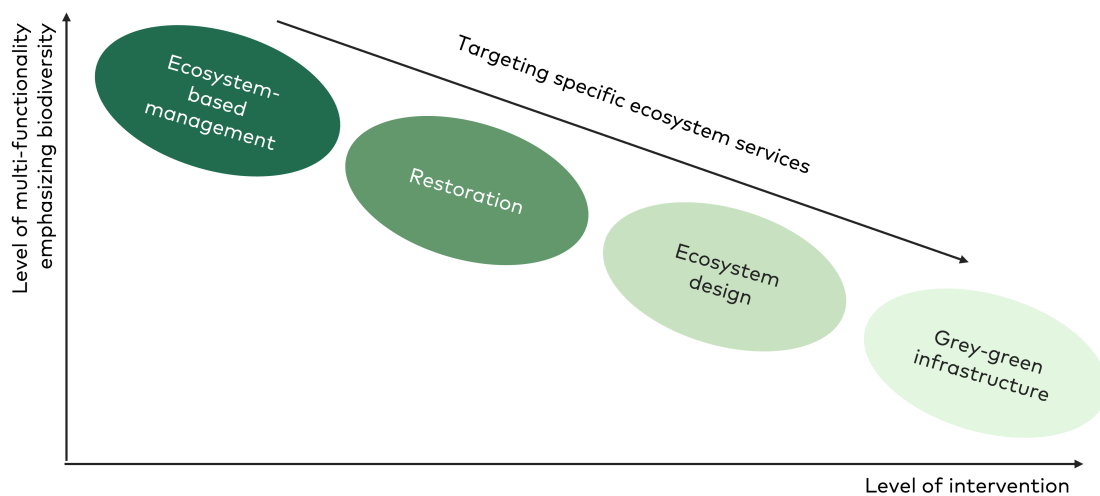 Level of multi-functionality
emphasizing biodiversity
Ecosystem-
based
management
Targeting specific ecosystem services
Restoration
Ecosystem
design
Grey-green
infrastructure
Level of intervention